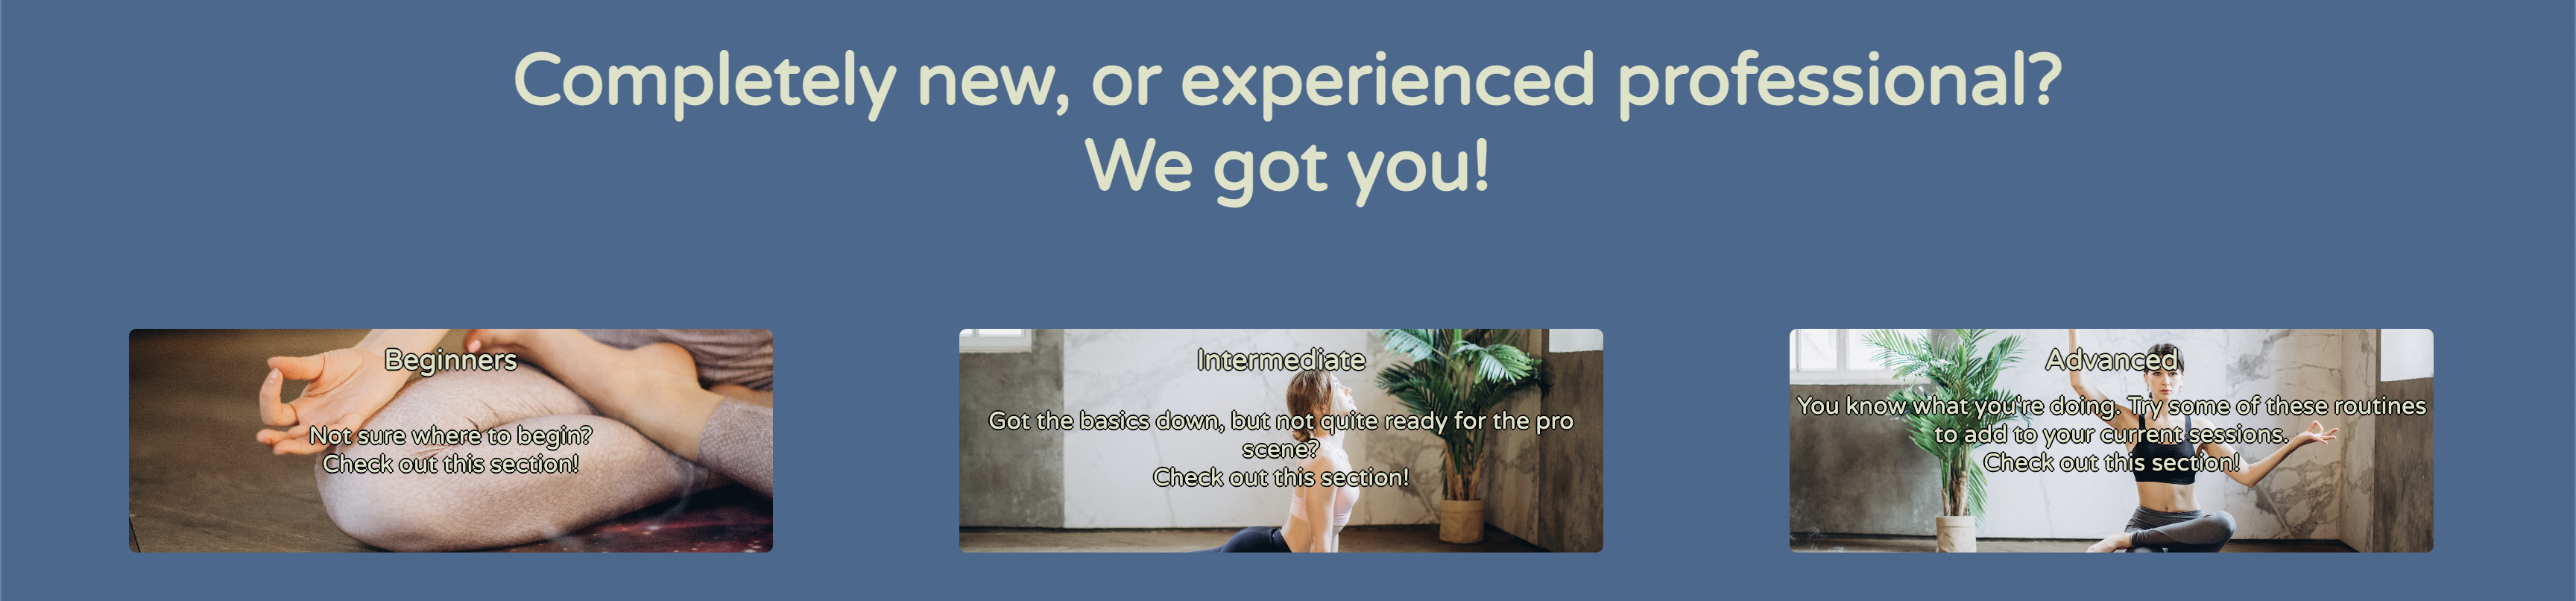 Completely new, or experienced professional?
We got you!
Beginners
Not sure where to begin?
Check out this section!
Intermediate
Got the basics down, but not quite ready for the pro
scene?
Check out this section!
Advanced
You know what you're doing. Try some of these routines
to add to your current sessions.
Check out this section!